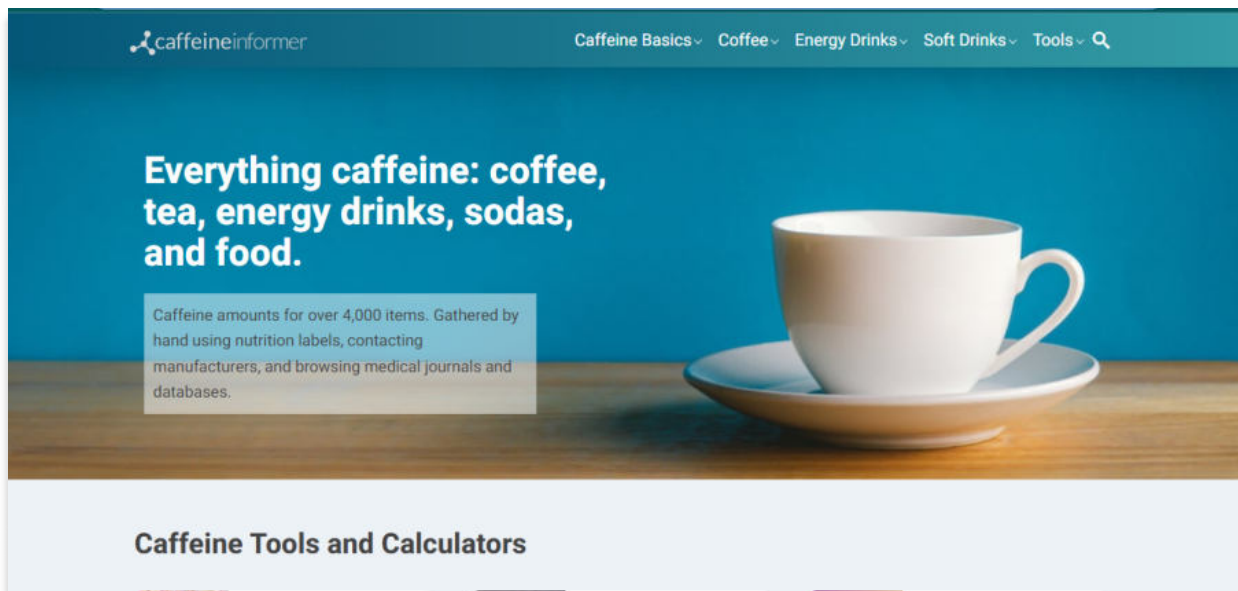 caffeineinformer
Caffeine Basics Coffee Energy Drinks Soft Drinks Tools
Everything caffeine: coffee,
tea, energy drinks, sodas,
and food.
Caffeine amounts for over 4,000 items. Gathered by
hand using nutrition labels, contacting
manufacturers, and browsing medical journals and
databases.
Caffeine Tools and Calculators